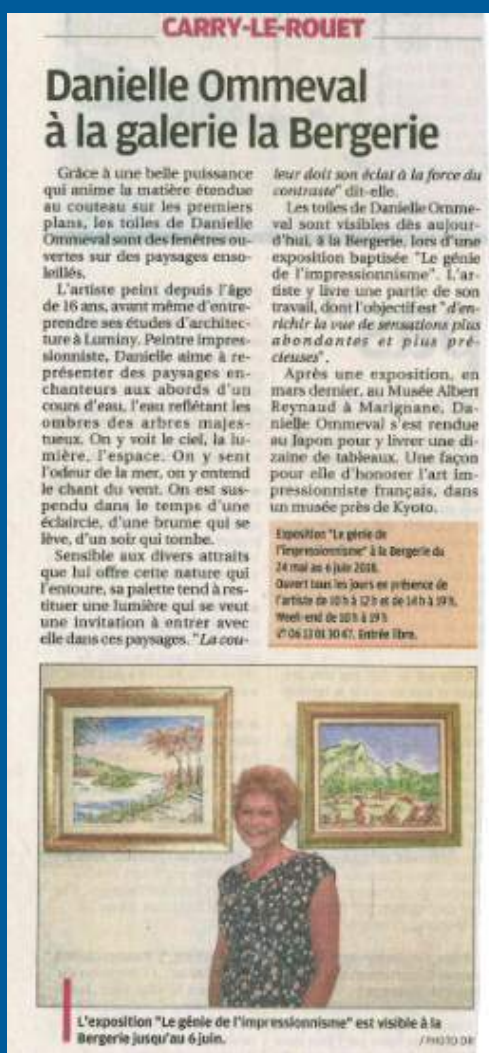 CARRY-LE-ROUET
Danielle Ommeval
à la galerie la Bergerie
Grâce à une belle puissance
qui anime la matière étendue
au couteau sur les premiers
plans, les toiles de Danielle
Ommeval sont des fenêtres ou-
vertes sur des paysages enso-
leillés.
L'artiste peint depuis l'âge
de 16 ans, avant même d'entre-
prendre ses études d'architec-
ture à Luminy. Peintre impres-
sionniste, Danielle aime à re-
présenter des paysages en-
chanteurs aux abords d'un
cours d'eau, l'eau reflétant les
ombres des arbres majes-
tueux. On y voit le ciel, la lu-
mière, l'espace. On y sent
l'odeur de la mer, on y entend
le chant du vent. On est sus-
pendu dans le temps d'une
éclaircie, d'une brume qui se
lève, d'un soir qui tombe.
Sensible aux divers attraits
que lui offre cette nature qui
l'entoure, sa palette tend à res-
tituer une lumière qui se veut
une invitation à entrer avec
elle dans ces paysages. "La cou-
leur doit son éclat à la force du
contraste" dit-elle.
Les toiles de Danielle Omme-
val sont visibles dès aujour-
d'hui, à la Bergerie, lors d'une
exposition baptisée "Le génie
de l'impressionnisme". L'ar-
tiste y livre une partie de son
travail, dont l'objectif est "d'en-
richir la vue de sensations plus
abondantes et plus pré-
cieuses".
Après une exposition, en
mars dernier, au Musée Albert
Reynaud à Marignane, Da-
nielle Ommeval s'est rendue
au Japon pour y livrer une di-
zaine de tableaux. Une façon
pour elle d'honorer l'art im-
pressionniste français, dans
un musée près de Kyoto.
Exposition "Le génie de
l'impressionnisme" à la Bergerie du
24 mai au 6 juin 2018.
Ouvert tous les jours en présence de
l'artiste de 10 h à 12 h et de 14 h à 19 h.
Week-end de 10 h à 19 h
✆ 06 13 01 30 47. Entrée libre.
L'exposition "Le génie de l'impressionnisme" est visible à la
Bergerie jusqu'au 6 juin.
/ PHOTO DR